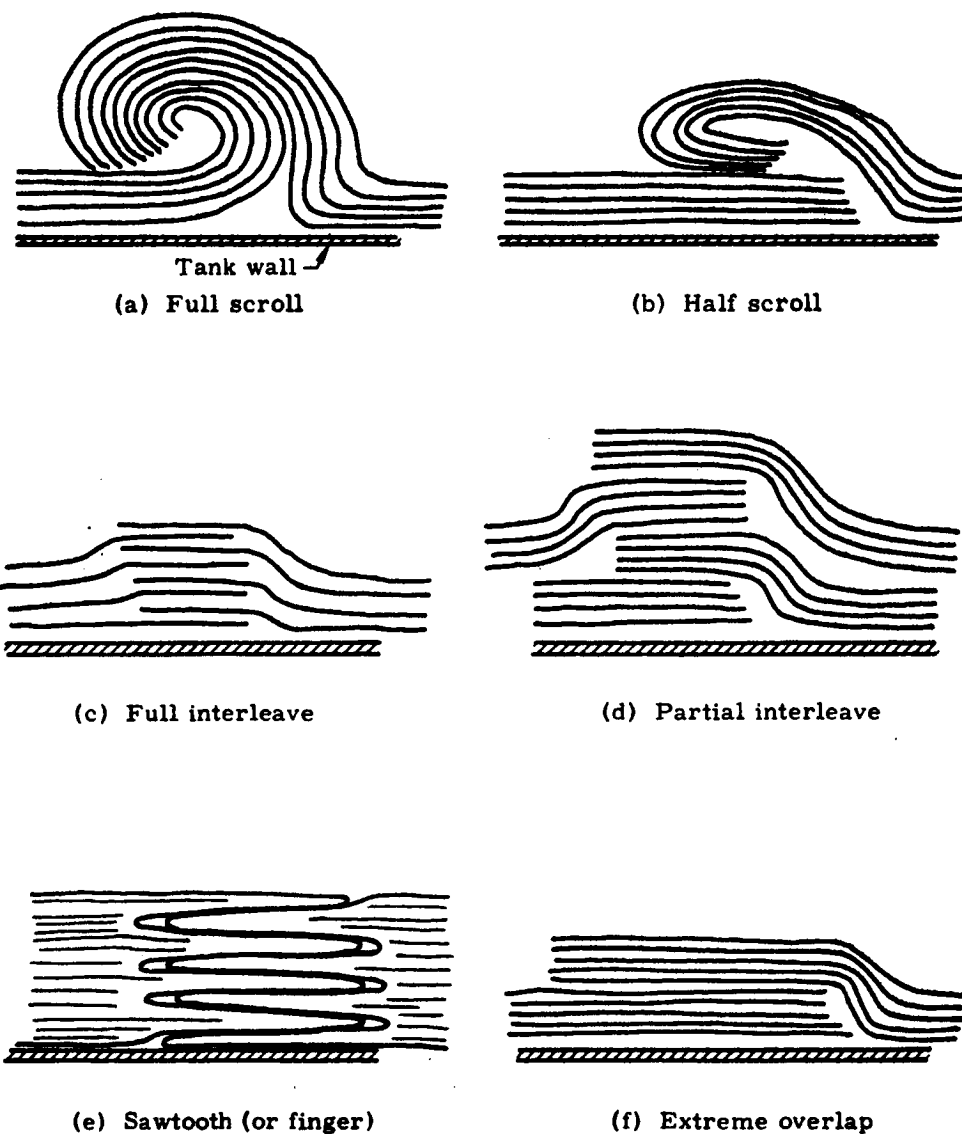 Tank wall
(a) Full scroll
(b) Half scroll
(c) Full interleave
(d) Partial interleave
(e) Sawtooth (or finger)
(f) Extreme overlap